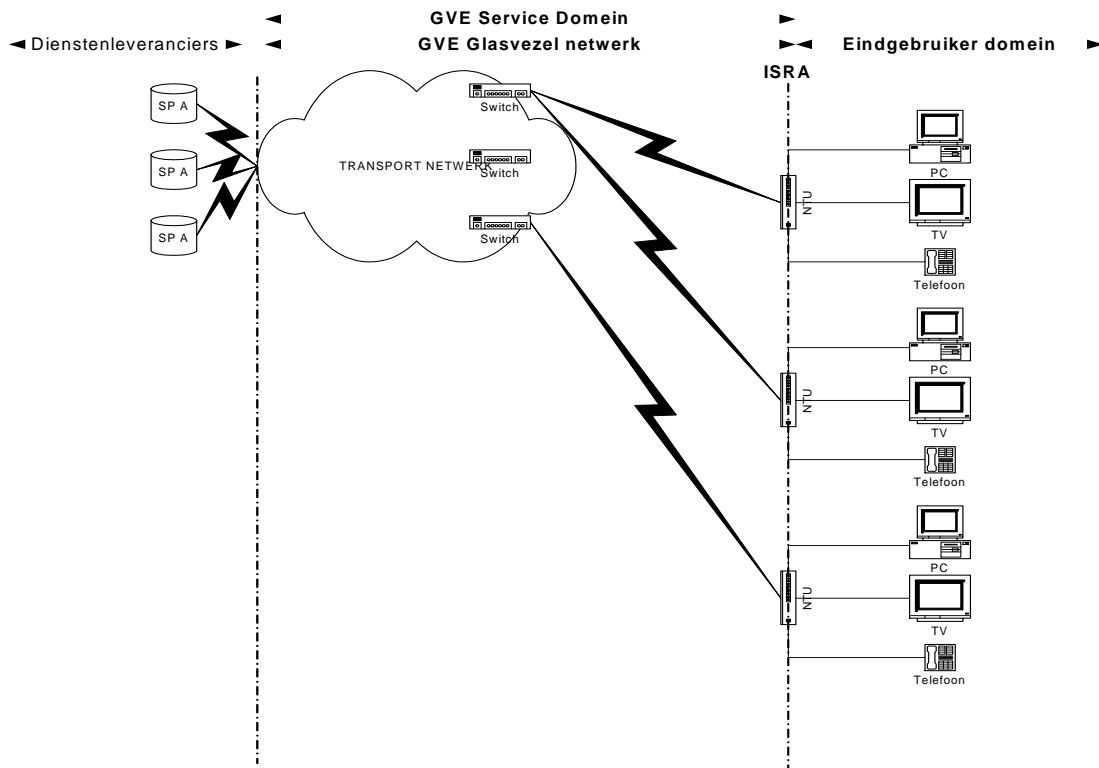 GVE Service Domein
Dienstenleveranciers
GVE Glasvezel netwerk
Eindgebruiker domein
ISRA
SP A
SP A
SP A
Switch
TRANSPORT NETWERK
Switch
Switch
PC
NTU
TV
Telefoon
PC
NTU
TV
Telefoon
PC
NTU
TV
Telefoon